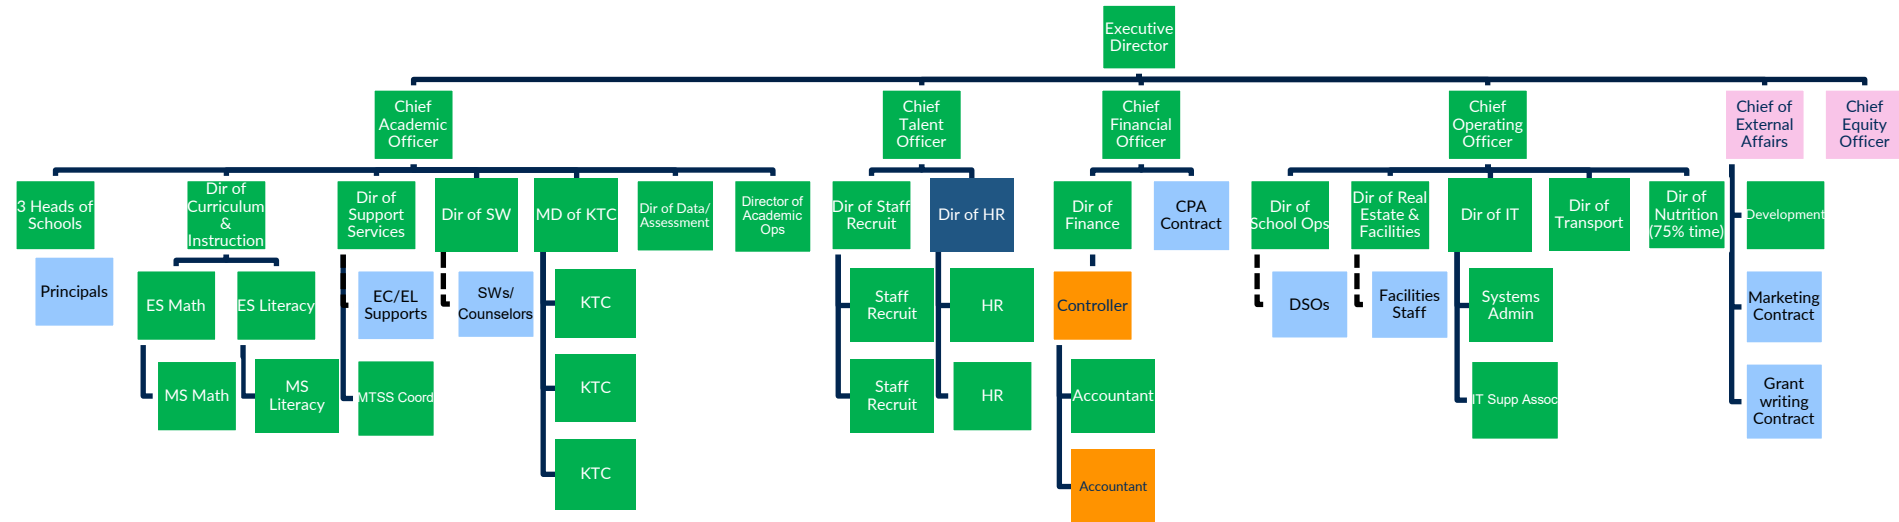 Executive
Director
Chief
Academic
Officer
Chief
Talent
Officer
Chief
Financial
Officer
Chief
Operating
Officer
Chief of
External
Affairs
Chief
Equity
Officer
3 Heads of
Schools
Dir of
Curriculum
&
Instruction
Dir of
Support
Services
Dir of SW
MD of KTC
Dir of Data/
Assessment
Director of
Academic
Ops
Dir of Staff
Recruit
Dir of HR
Dir of
Finance
CPA
Contract
Dir of
School Ops
Dir of Real
Estate &
Facilities
Dir of IT
Dir of
Transport
Dir of
Nutrition
(75% time)
Development
Principals
ES Math
ES Literacy
EC/EL
Supports
SWs/
Counselors
KTC
Staff
Recruit
HR
Controller
DSOs
Facilities
Staff
Systems
Admin
Marketing
Contract
MS Math
MS
Literacy
MTSS Coord
KTC
Staff
Recruit
HR
Accountant
IT Supp Assoc
Grant
writing
Contract
KTC
Accountant